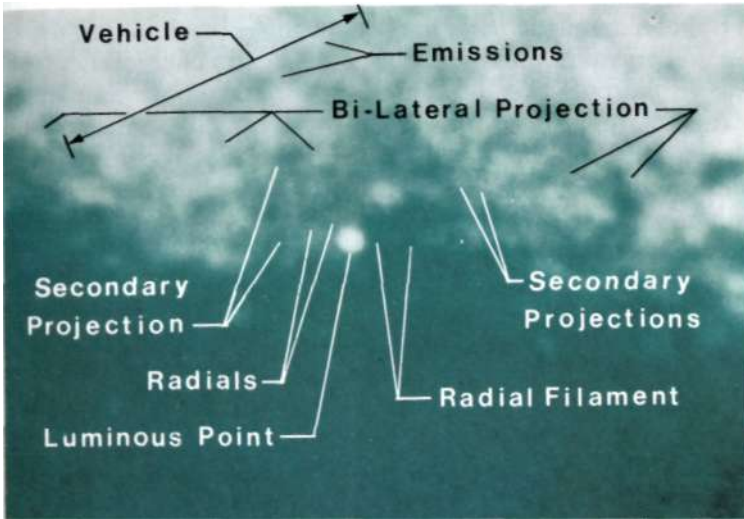 Vehicle
Emissions
Bi-Lateral Projection
Secondary
Projection
Secondary
Projections
Radials
Radial Filament
Luminous Point